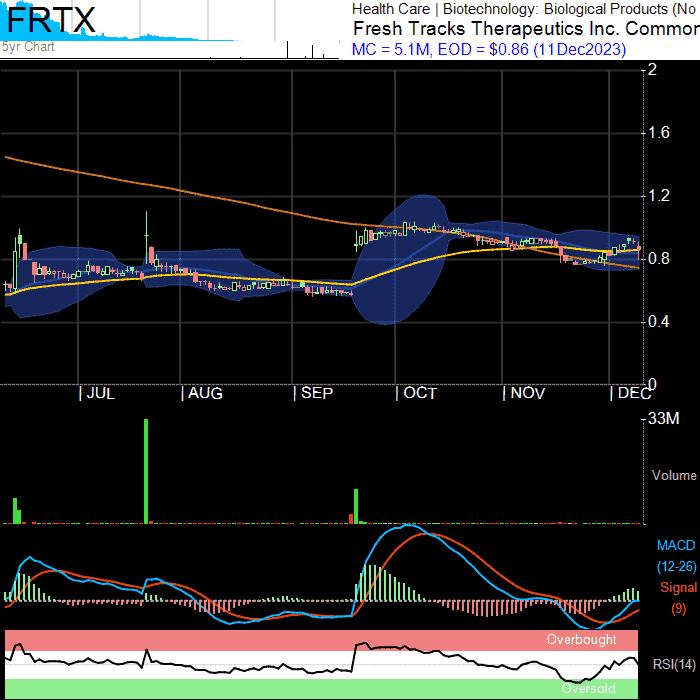 FRTX
5yr Chart
Health Care | Biotechnology: Biological Products (No
Fresh Tracks Therapeutics Inc. Common
MC = 5.1M, EOD = $0.86 (11Dec2023)
2
1.6
1.2
0.8
0.4
0
| JUL
| AUG
| SEP
| OCT
| NOV
| DEC
33M
Volume
MACD
(12-26)
Signal
(9)
Overbought
RSI(14)
Oversold